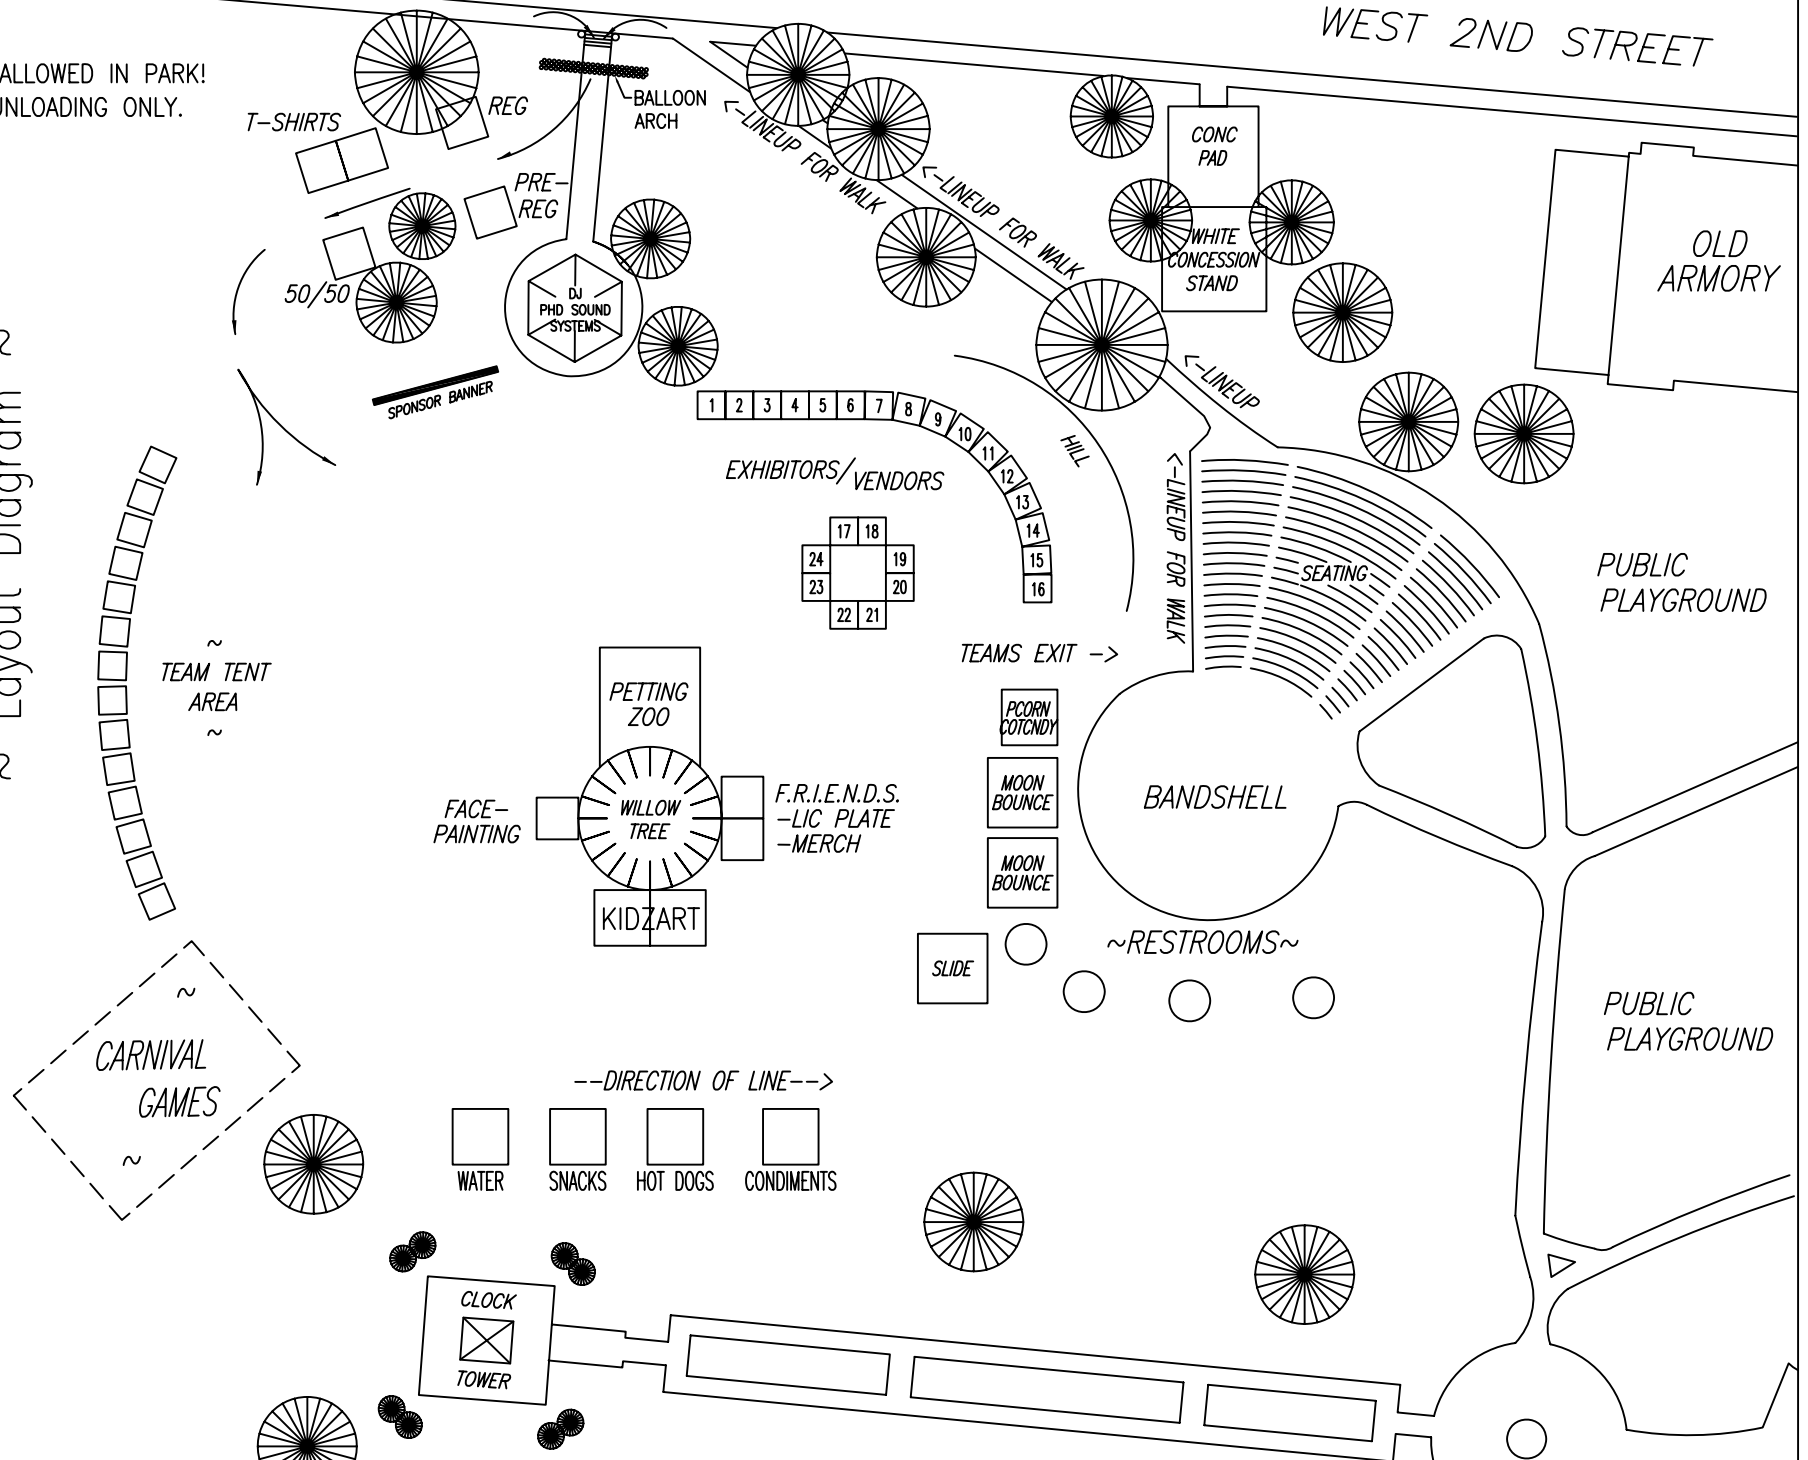 WEST 2ND STREET
ALLOWED IN PARK!
UNLOADING ONLY.
T-SHIRTS
REG
BALLOON
ARCH
<-LINEUP FOR WALK
<-LINEUP FOR WALK
CONC
PAD
PRE-
REG
WHITE
CONCESSION
STAND
OLD
ARMORY
50/50
DJ
PHD SOUND
SYSTEMS
SPONSOR BANNER
~ Layout Diagram ~
<-LINEUP
1 2 3 4 5 6 7 8 9 10 11 12 13 14 15 16
HILL
EXHIBITORS/VENDORS
<-LINEUP FOR WALK
17 18
24 19
23 20
22 21
SEATING
PUBLIC
PLAYGROUND
TEAMS EXIT ->
~
TEAM TENT
AREA
~
PETTING
ZOO
PCORN
COTCNDY
MOON
BOUNCE
BANDSHELL
FACE-
PAINTING
WILLOW
TREE
F.R.I.E.N.D.S.
-LIC PLATE
-MERCH
MOON
BOUNCE
KIDZART
~RESTROOMS~
SLIDE
~
CARNIVAL
GAMES
~
PUBLIC
PLAYGROUND
--DIRECTION OF LINE-->
WATER
SNACKS
HOT DOGS
CONDIMENTS
CLOCK
TOWER